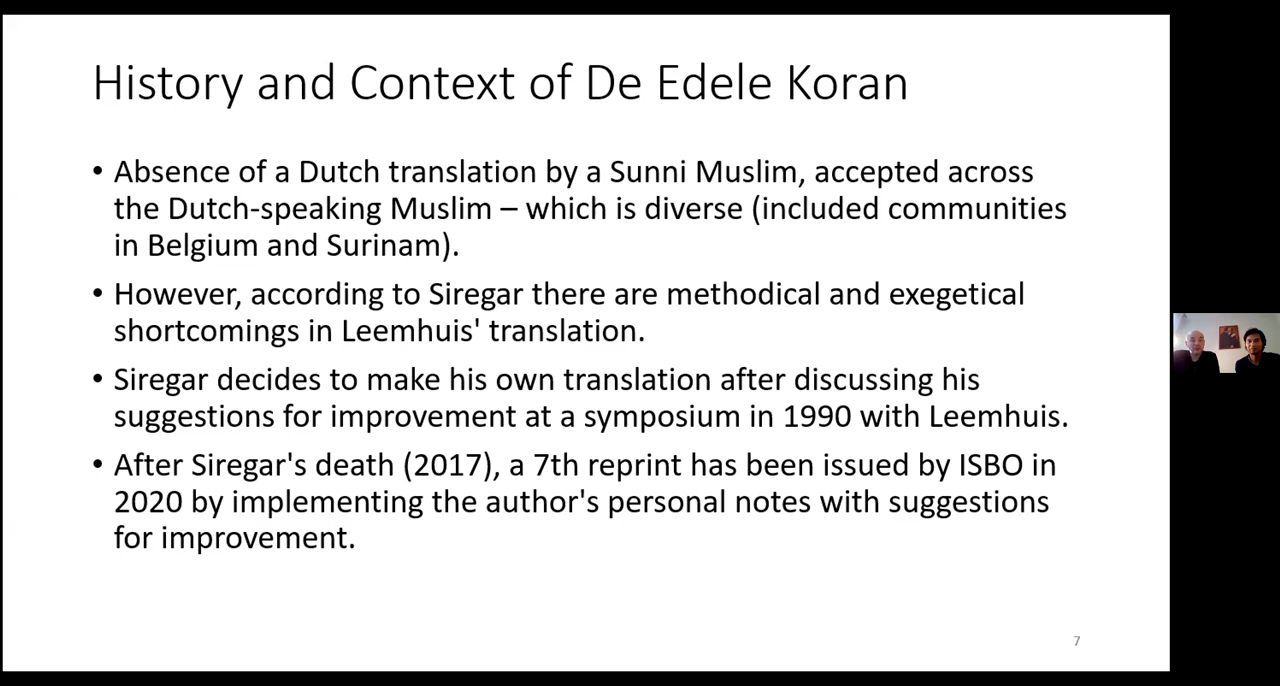 History and Context of De Edele Koran
• Absence of a Dutch translation by a Sunni Muslim, accepted across
the Dutch-speaking Muslim – which is diverse (included communities
in Belgium and Surinam).
• However, according to Siregar there are methodical and exegetical
shortcomings in Leemhuis' translation.
• Siregar decides to make his own translation after discussing his
suggestions for improvement at a symposium in 1990 with Leemhuis.
• After Siregar's death (2017), a 7th reprint has been issued by ISBO in
2020 by implementing the author's personal notes with suggestions
for improvement.
7